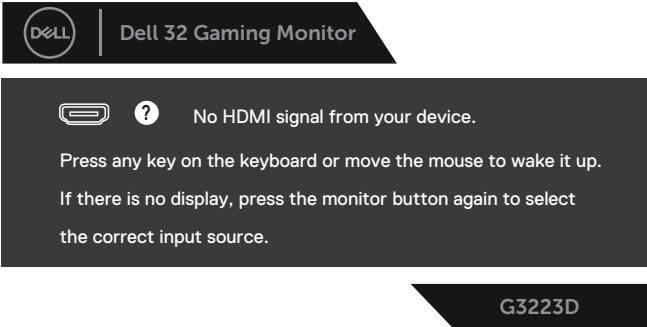 DELL
Dell 32 Gaming Monitor
? No HDMI signal from your device.
Press any key on the keyboard or move the mouse to wake it up.
If there is no display, press the monitor button again to select
the correct input source.
G3223D